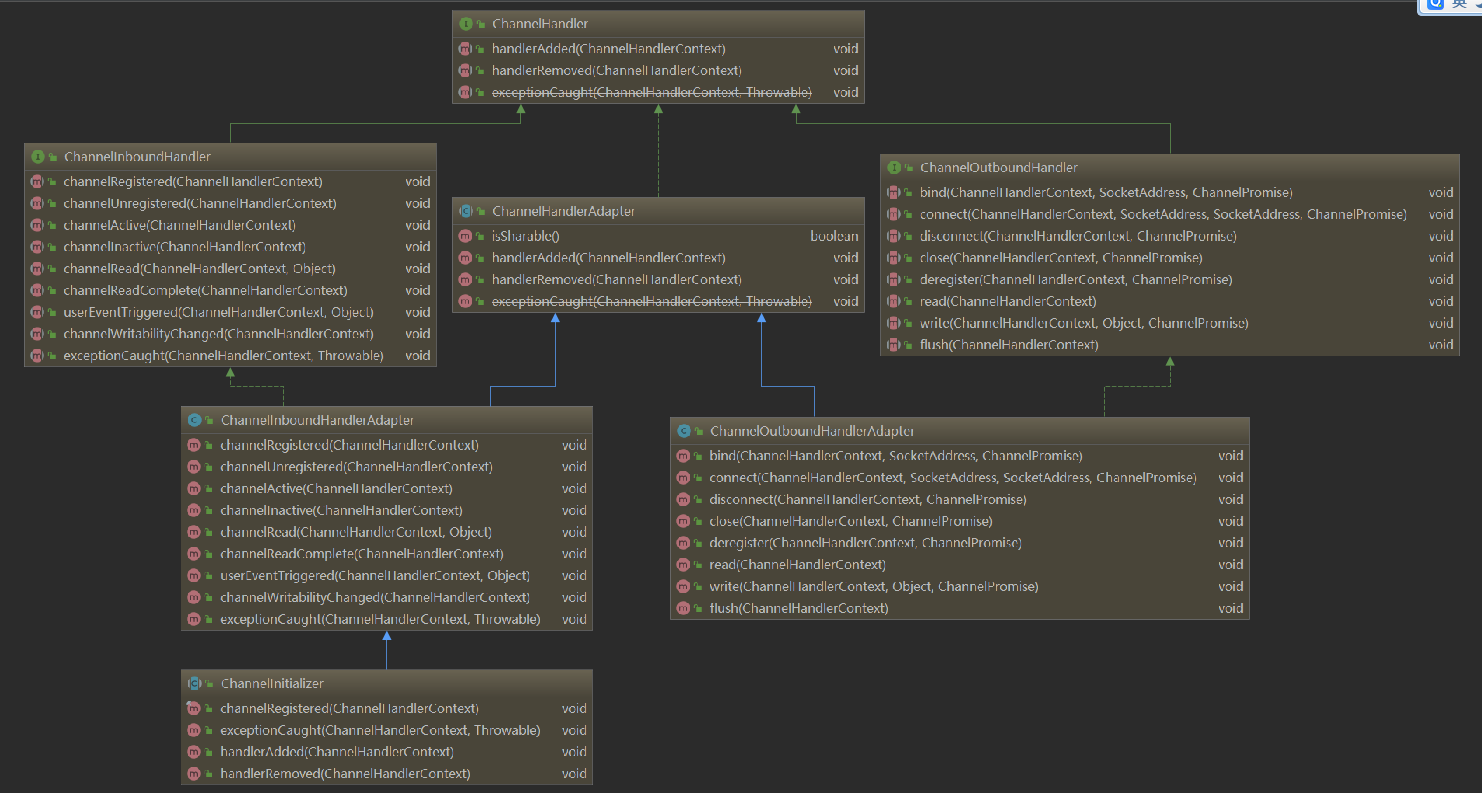 英
ChannelHandler
handlerAdded(ChannelHandlerContext) void
handlerRemoved(ChannelHandlerContext) void
exceptionCaught(ChannelHandlerContext, Throwable) void
ChannelInboundHandler
channelRegistered(ChannelHandlerContext) void
channelUnregistered(ChannelHandlerContext) void
channelActive(ChannelHandlerContext) void
channelInactive(ChannelHandlerContext) void
channelRead(ChannelHandlerContext, Object) void
channelReadComplete(ChannelHandlerContext) void
userEventTriggered(ChannelHandlerContext, Object) void
channelWritabilityChanged(ChannelHandlerContext) void
exceptionCaught(ChannelHandlerContext, Throwable) void
ChannelHandlerAdapter
isSharable() boolean
handlerAdded(ChannelHandlerContext) void
handlerRemoved(ChannelHandlerContext) void
exceptionCaught(ChannelHandlerContext, Throwable) void
ChannelOutboundHandler
bind(ChannelHandlerContext, SocketAddress, ChannelPromise) void
connect(ChannelHandlerContext, SocketAddress, SocketAddress, ChannelPromise) void
disconnect(ChannelHandlerContext, ChannelPromise) void
close(ChannelHandlerContext, ChannelPromise) void
deregister(ChannelHandlerContext, ChannelPromise) void
read(ChannelHandlerContext) void
write(ChannelHandlerContext, Object, ChannelPromise) void
flush(ChannelHandlerContext) void
ChannelInboundHandlerAdapter
channelRegistered(ChannelHandlerContext) void
channelUnregistered(ChannelHandlerContext) void
channelActive(ChannelHandlerContext) void
channelInactive(ChannelHandlerContext) void
channelRead(ChannelHandlerContext, Object) void
channelReadComplete(ChannelHandlerContext) void
userEventTriggered(ChannelHandlerContext, Object) void
channelWritabilityChanged(ChannelHandlerContext) void
exceptionCaught(ChannelHandlerContext, Throwable) void
ChannelOutboundHandlerAdapter
bind(ChannelHandlerContext, SocketAddress, ChannelPromise) void
connect(ChannelHandlerContext, SocketAddress, SocketAddress, ChannelPromise) void
disconnect(ChannelHandlerContext, ChannelPromise) void
close(ChannelHandlerContext, ChannelPromise) void
deregister(ChannelHandlerContext, ChannelPromise) void
read(ChannelHandlerContext) void
write(ChannelHandlerContext, Object, ChannelPromise) void
flush(ChannelHandlerContext) void
ChannelInitializer
channelRegistered(ChannelHandlerContext) void
exceptionCaught(ChannelHandlerContext, Throwable) void
handlerAdded(ChannelHandlerContext) void
handlerRemoved(ChannelHandlerContext) void